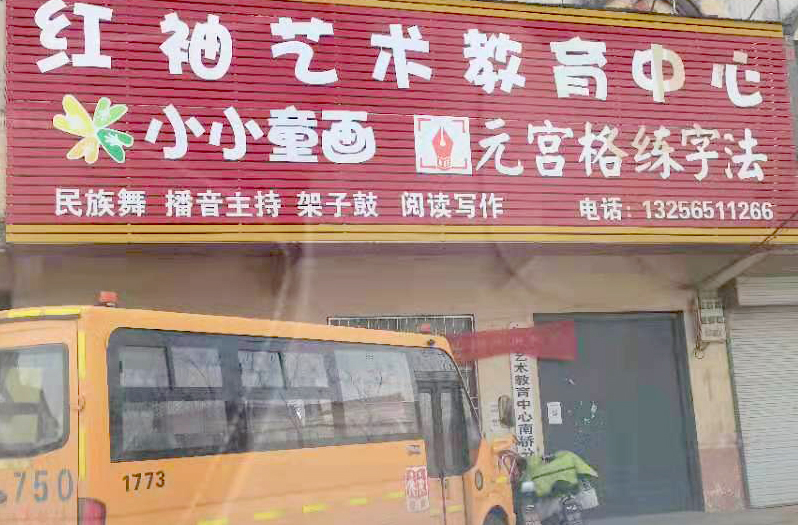 红袖艺术教育中心
小小童画 元宫格练字法
民族舞 播音主持 架子鼓 阅读写作 电话:13256511266
艺术教育中心南桥
1773
750